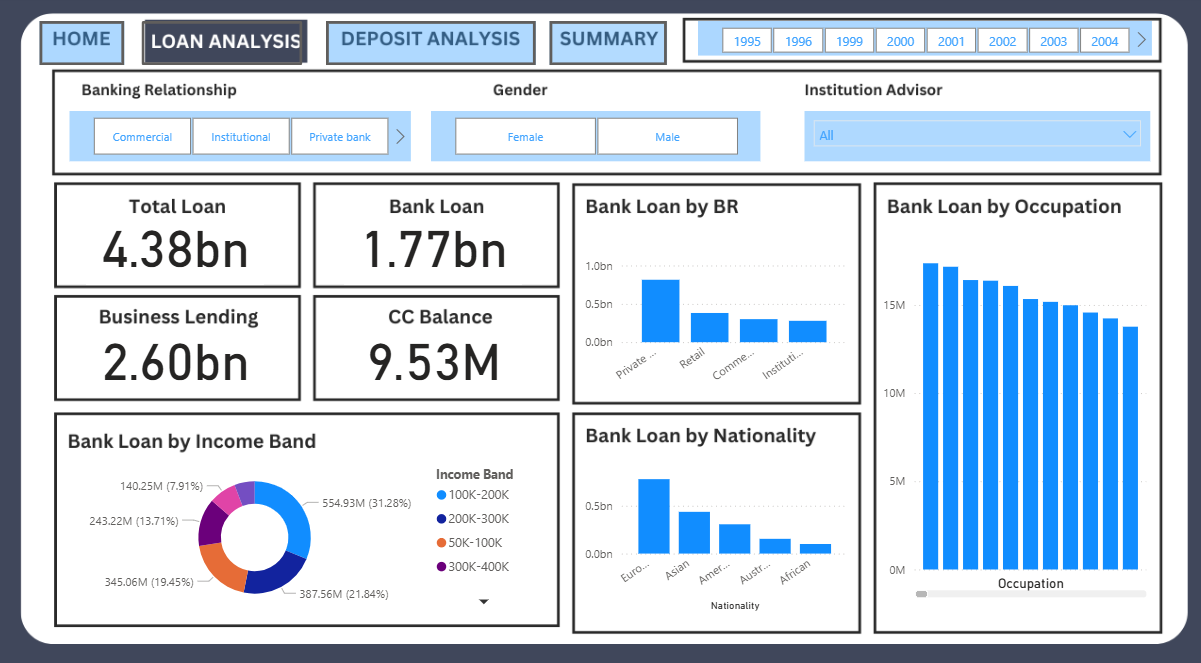 HOME
LOAN ANALYSIS
DEPOSIT ANALYSIS
SUMMARY
1995 1996 1999 2000 2001 2002 2003 2004
Banking Relationship
Commercial Institutional Private bank
Gender
Female Male
Institution Advisor
All
Total Loan
4.38bn
Bank Loan
1.77bn
Business Lending
2.60bn
CC Balance
9.53M
Bank Loan by BR
1.0bn
0.5bn
0.0bn
Private ...
Retail
Comme...
Instituti...
Bank Loan by Occupation
15M
10M
5M
0M
Occupation
Bank Loan by Income Band
140.25M (7.91%)
243.22M (13.71%)
345.06M (19.45%)
554.93M (31.28%)
387.56M (21.84%)
Income Band
100K-200K
200K-300K
50K-100K
300K-400K
Bank Loan by Nationality
0.5bn
0.0bn
Euro...
Asian
Amer...
Austr...
African
Nationality